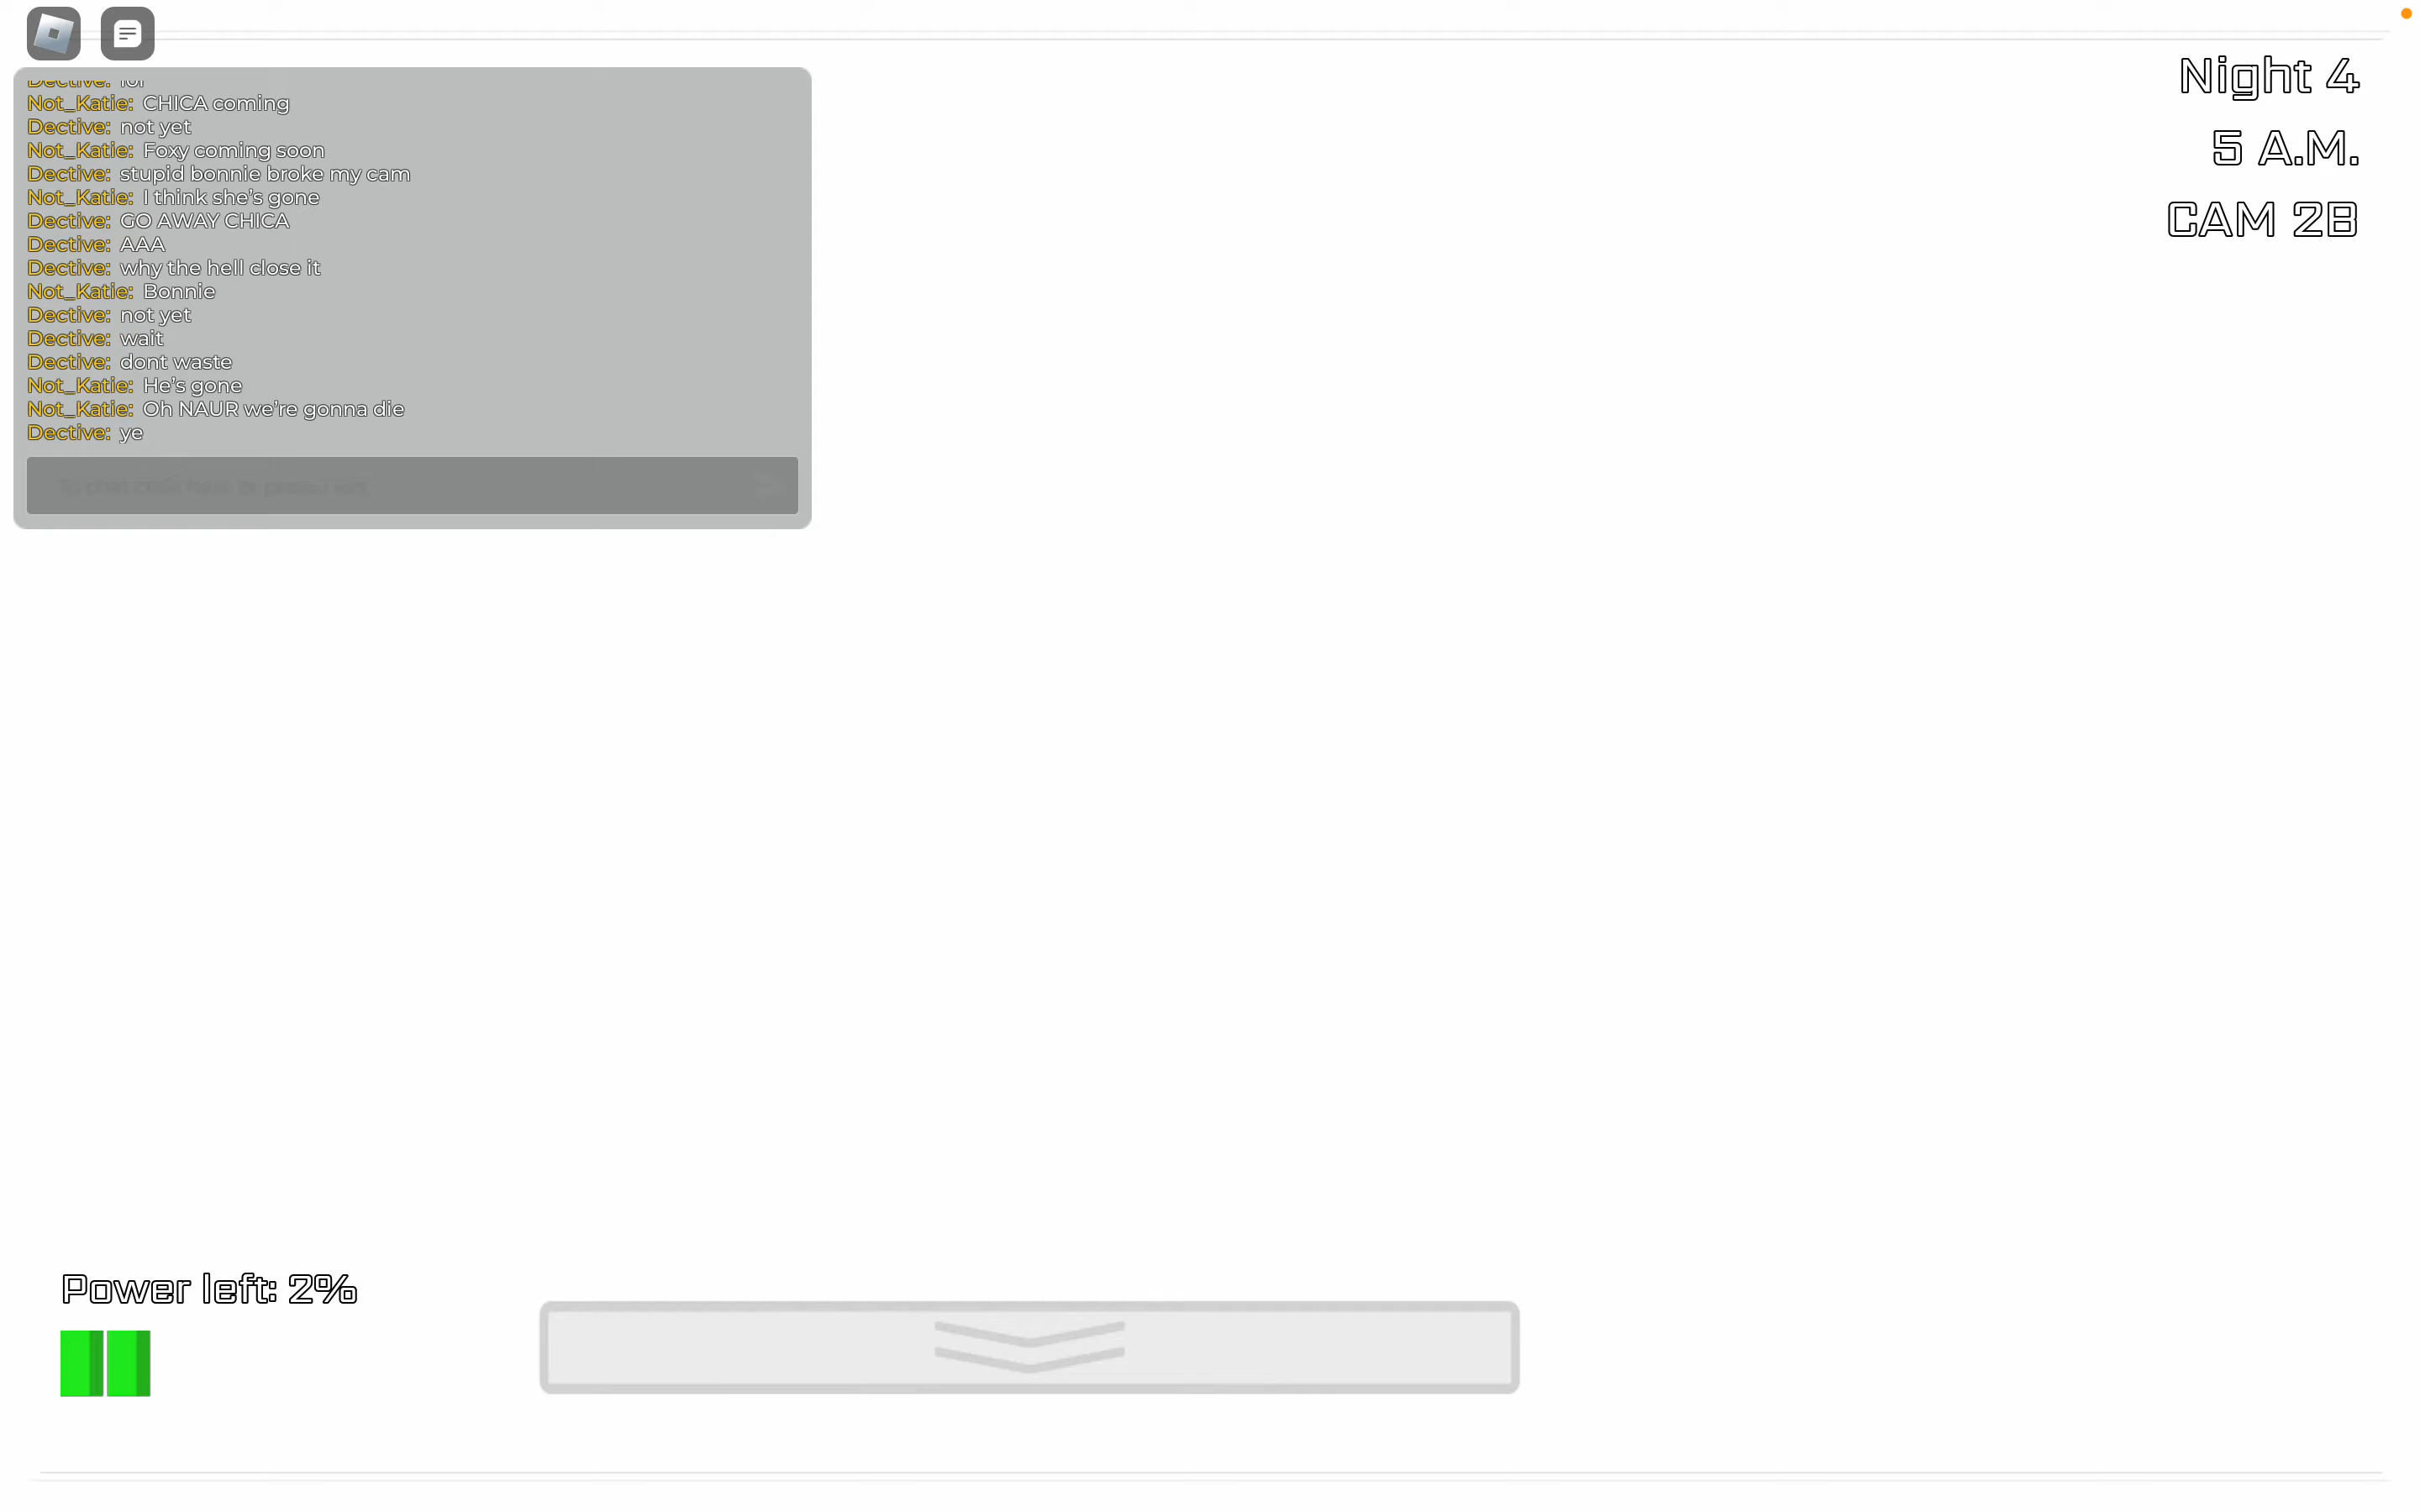 Dective: lol
Not_Katie: CHICA coming
Dective: not yet
Not_Katie: Foxy coming soon
Dective: stupid bonnie broke my cam
Not_Katie: I think she's gone
Dective: GO AWAY CHICA
Dective: AAA
Dective: why the hell close it
Not_Katie: Bonnie
Dective: not yet
Dective: wait
Dective: dont waste
Not_Katie: He's gone
Not_Katie: Oh NAUR we're gonna die
Dective: ye
Night 4
5 A.M.
CAM 2B
Power left: 2%